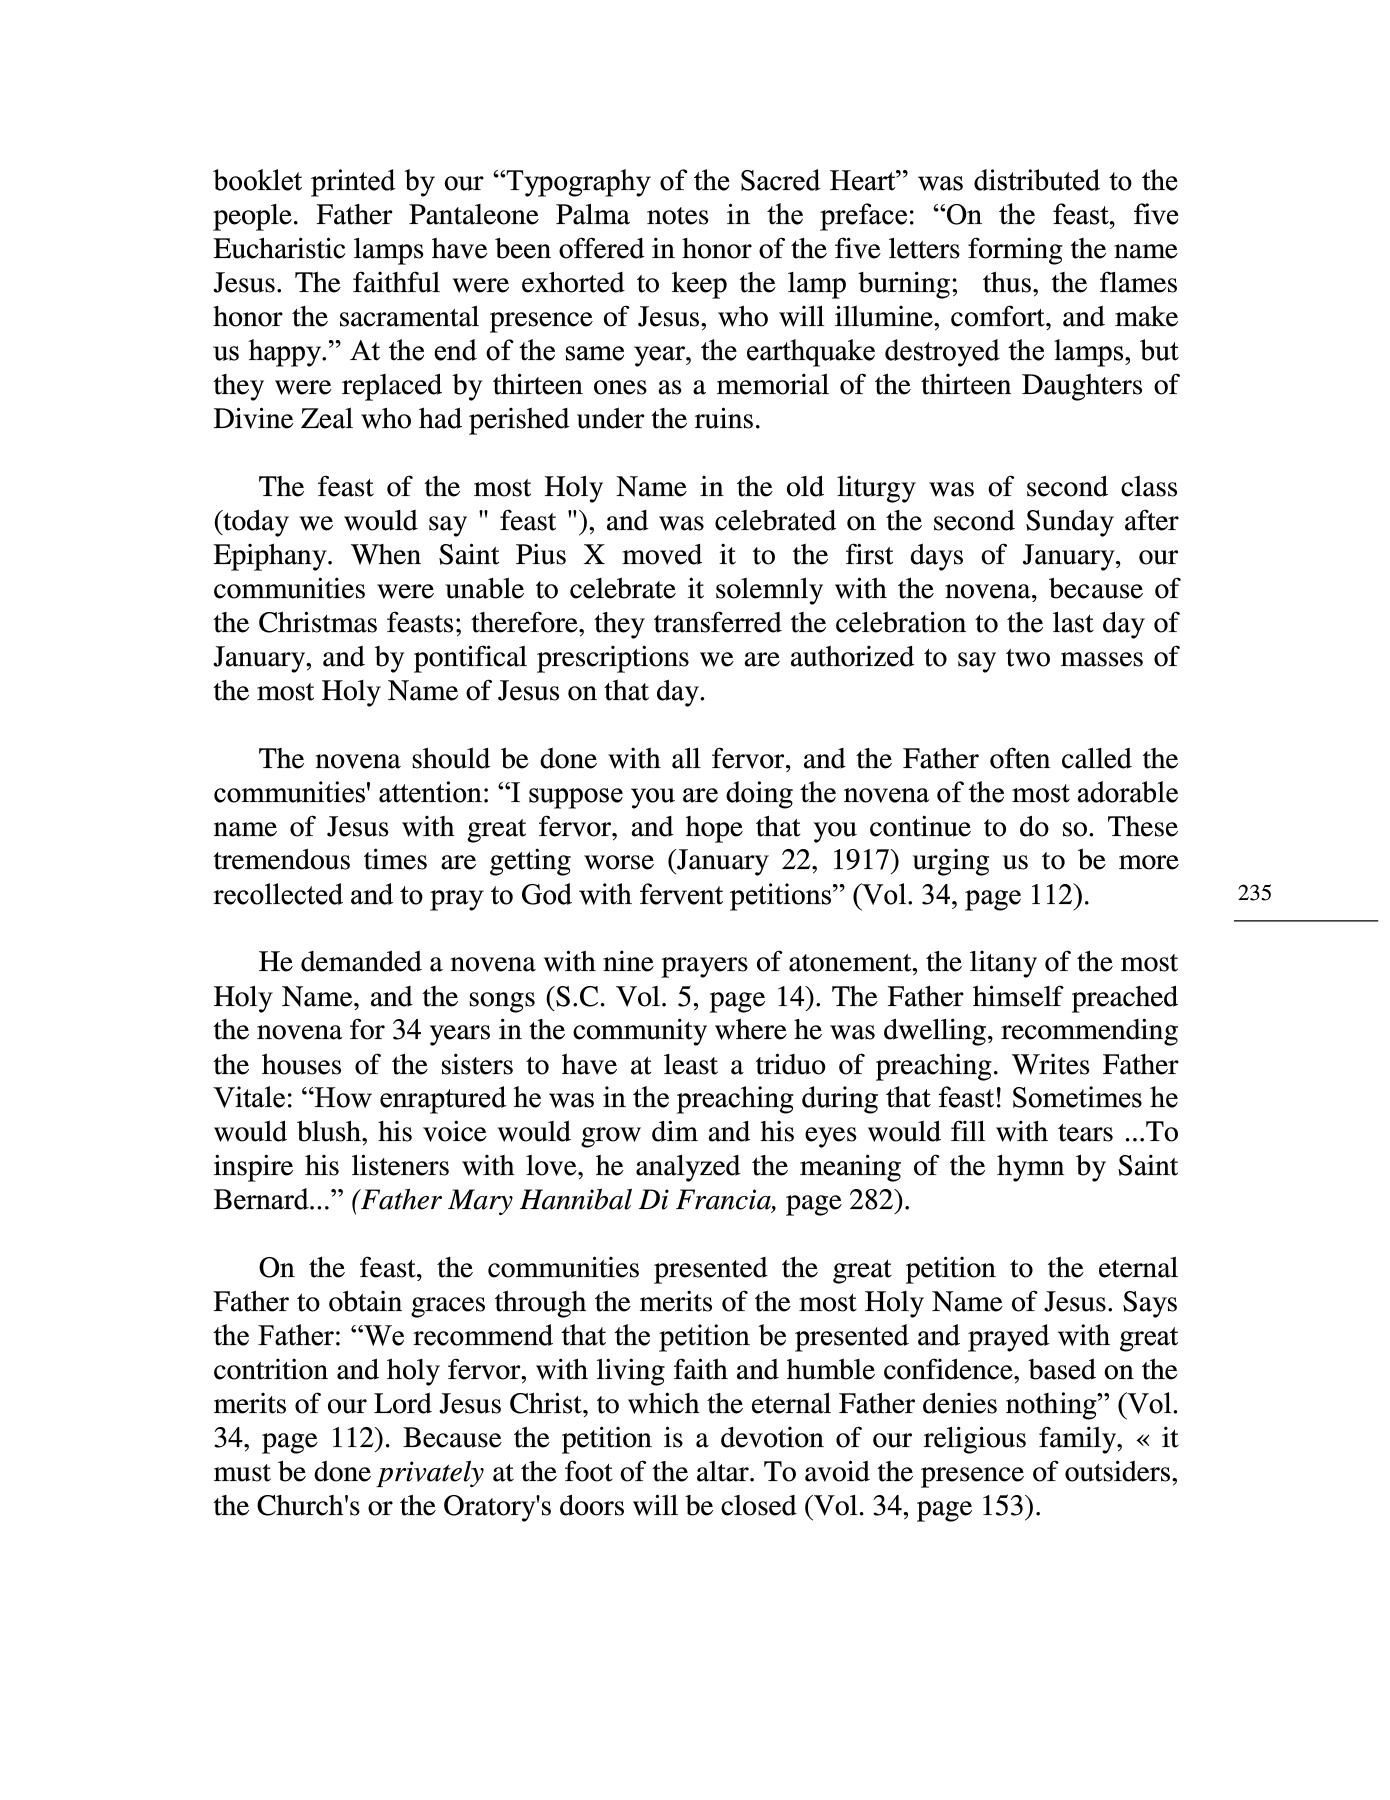 booklet printed by our “Typography of the Sacred Heart” was distributed to the
people. Father Pantaleone Palma notes in the preface: “On the feast, five
Eucharistic lamps have been offered in honor of the five letters forming the name
Jesus. The faithful were exhorted to keep the lamp burning;  thus, the flames
honor the sacramental presence of Jesus, who will illumine, comfort, and make
us happy.” At the end of the same year, the earthquake destroyed the lamps, but
they were replaced by thirteen ones as a memorial of the thirteen Daughters of
Divine Zeal who had perished under the ruins.
The feast of the most Holy Name in the old liturgy was of second class
(today we would say " feast "), and was celebrated on the second Sunday after
Epiphany. When Saint Pius X moved it to the first days of January, our
communities were unable to celebrate it solemnly with the novena, because of
the Christmas feasts; therefore, they transferred the celebration to the last day of
January, and by pontifical prescriptions we are authorized to say two masses of
the most Holy Name of Jesus on that day.
The novena should be done with all fervor, and the Father often called the
communities' attention: “I suppose you are doing the novena of the most adorable
name of Jesus with great fervor, and hope that you continue to do so. These
tremendous times are getting worse (January 22, 1917) urging us to be more
recollected and to pray to God with fervent petitions” (Vol. 34, page 112).
235
He demanded a novena with nine prayers of atonement, the litany of the most
Holy Name, and the songs (S.C. Vol. 5, page 14). The Father himself preached
the novena for 34 years in the community where he was dwelling, recommending
the houses of the sisters to have at least a triduo of preaching. Writes Father
Vitale: “How enraptured he was in the preaching during that feast! Sometimes he
would blush, his voice would grow dim and his eyes would fill with tears ...To
inspire his listeners with love, he analyzed the meaning of the hymn by Saint
Bernard...” (Father Mary Hannibal Di Francia, page 282).
On the feast, the communities presented the great petition to the eternal
Father to obtain graces through the merits of the most Holy Name of Jesus. Says
the Father: “We recommend that the petition be presented and prayed with great
contrition and holy fervor, with living faith and humble confidence, based on the
merits of our Lord Jesus Christ, to which the eternal Father denies nothing” (Vol.
34, page 112). Because the petition is a devotion of our religious family, « it
must be done privately at the foot of the altar. To avoid the presence of outsiders,
the Church's or the Oratory's doors will be closed (Vol. 34, page 153).